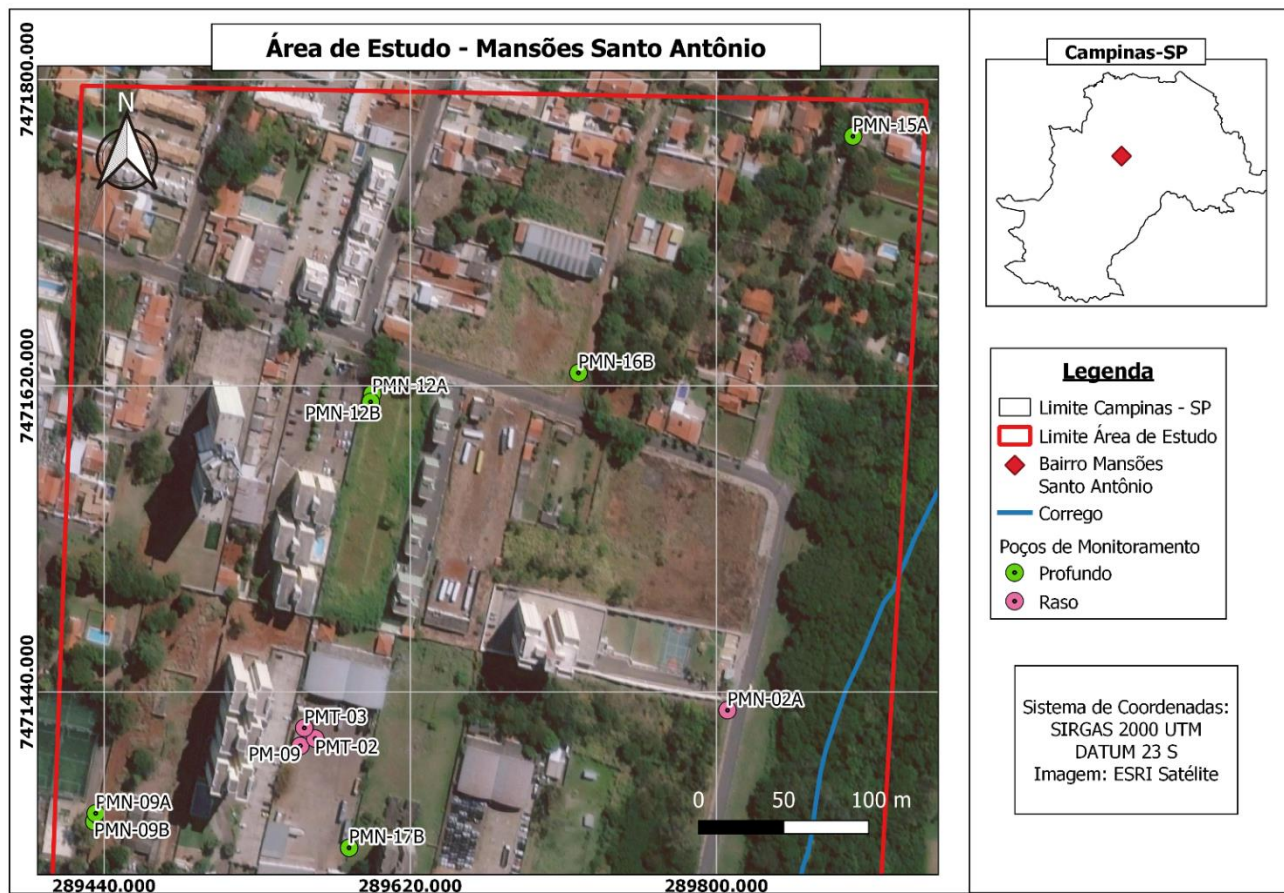 Área de Estudo - Mansões Santo Antônio
N
7471800.000
7471620.000
7471440.000
289440.000
289620.000
289800.000
PMN-15A
PMN-16B
PMN-12A
PMN-12B
PMN-02A
PMT-03
PMT-02
PM-09
PMN-09A
PMN-09B
PMN-17B
0 50 100 m
Campinas-SP
Legenda
Limite Campinas - SP
Limite Área de Estudo
Bairro Mansões
Santo Antônio
Corrego
Poços de Monitoramento
Profundo
Raso
Sistema de Coordenadas:
SIRGAS 2000 UTM
DATUM 23 S
Imagem: ESRI Satélite